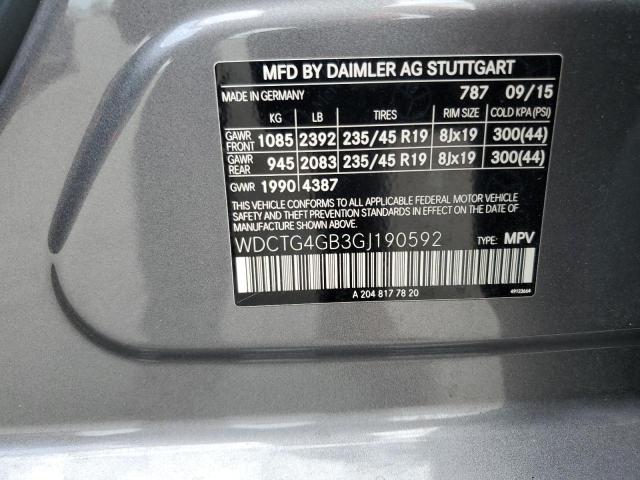 MFD BY DAIMLER AG STUTTGART
MADE IN GERMANY 787 09/15
KG LB TIRES RIM SIZE COLD KPA(PSI)
GAWR FRONT 1085 2392 235/45 R19 8Jx19 300(44)
GAWR REAR 945 2083 235/45 R19 8Jx19 300(44)
GVWR 1990 4387
THIS VEHICLE CONFORMS TO ALL APPLICABLE FEDERAL MOTOR VEHICLE
SAFETY AND THEFT PREVENTION STANDARDS IN EFFECT ON THE DATE OF
MANUFACTURE SHOWN ABOVE.
WDCTG4GB3GJ190592 TYPE: MPV
A 204 817 78 20 49123664